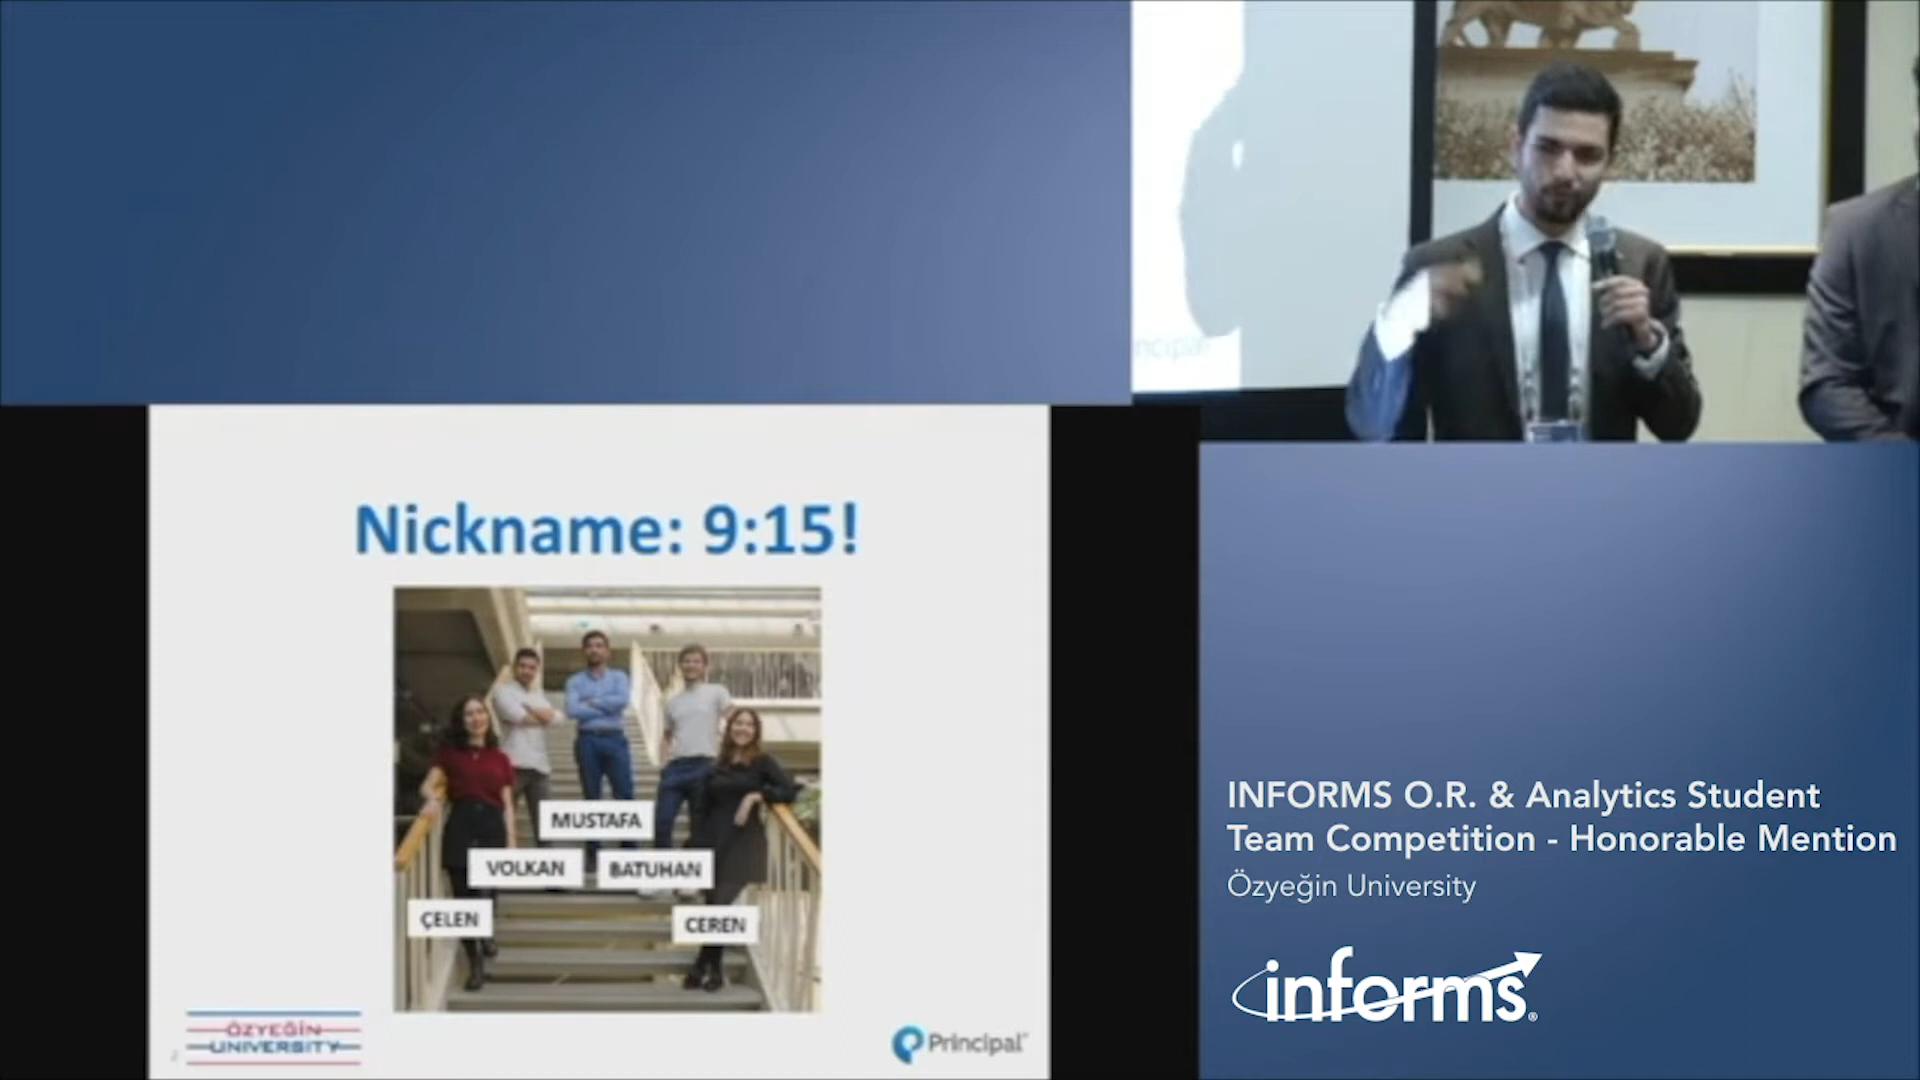 Nickname: 9:15!
MUSTAFA
VOLKAN
BATUHAN
ÇELEN
CEREN
ÖZYEĞİN
UNIVERSITY
Principal
INFORMS O.R. & Analytics Student
Team Competition - Honorable Mention
Özyeğin University
informs